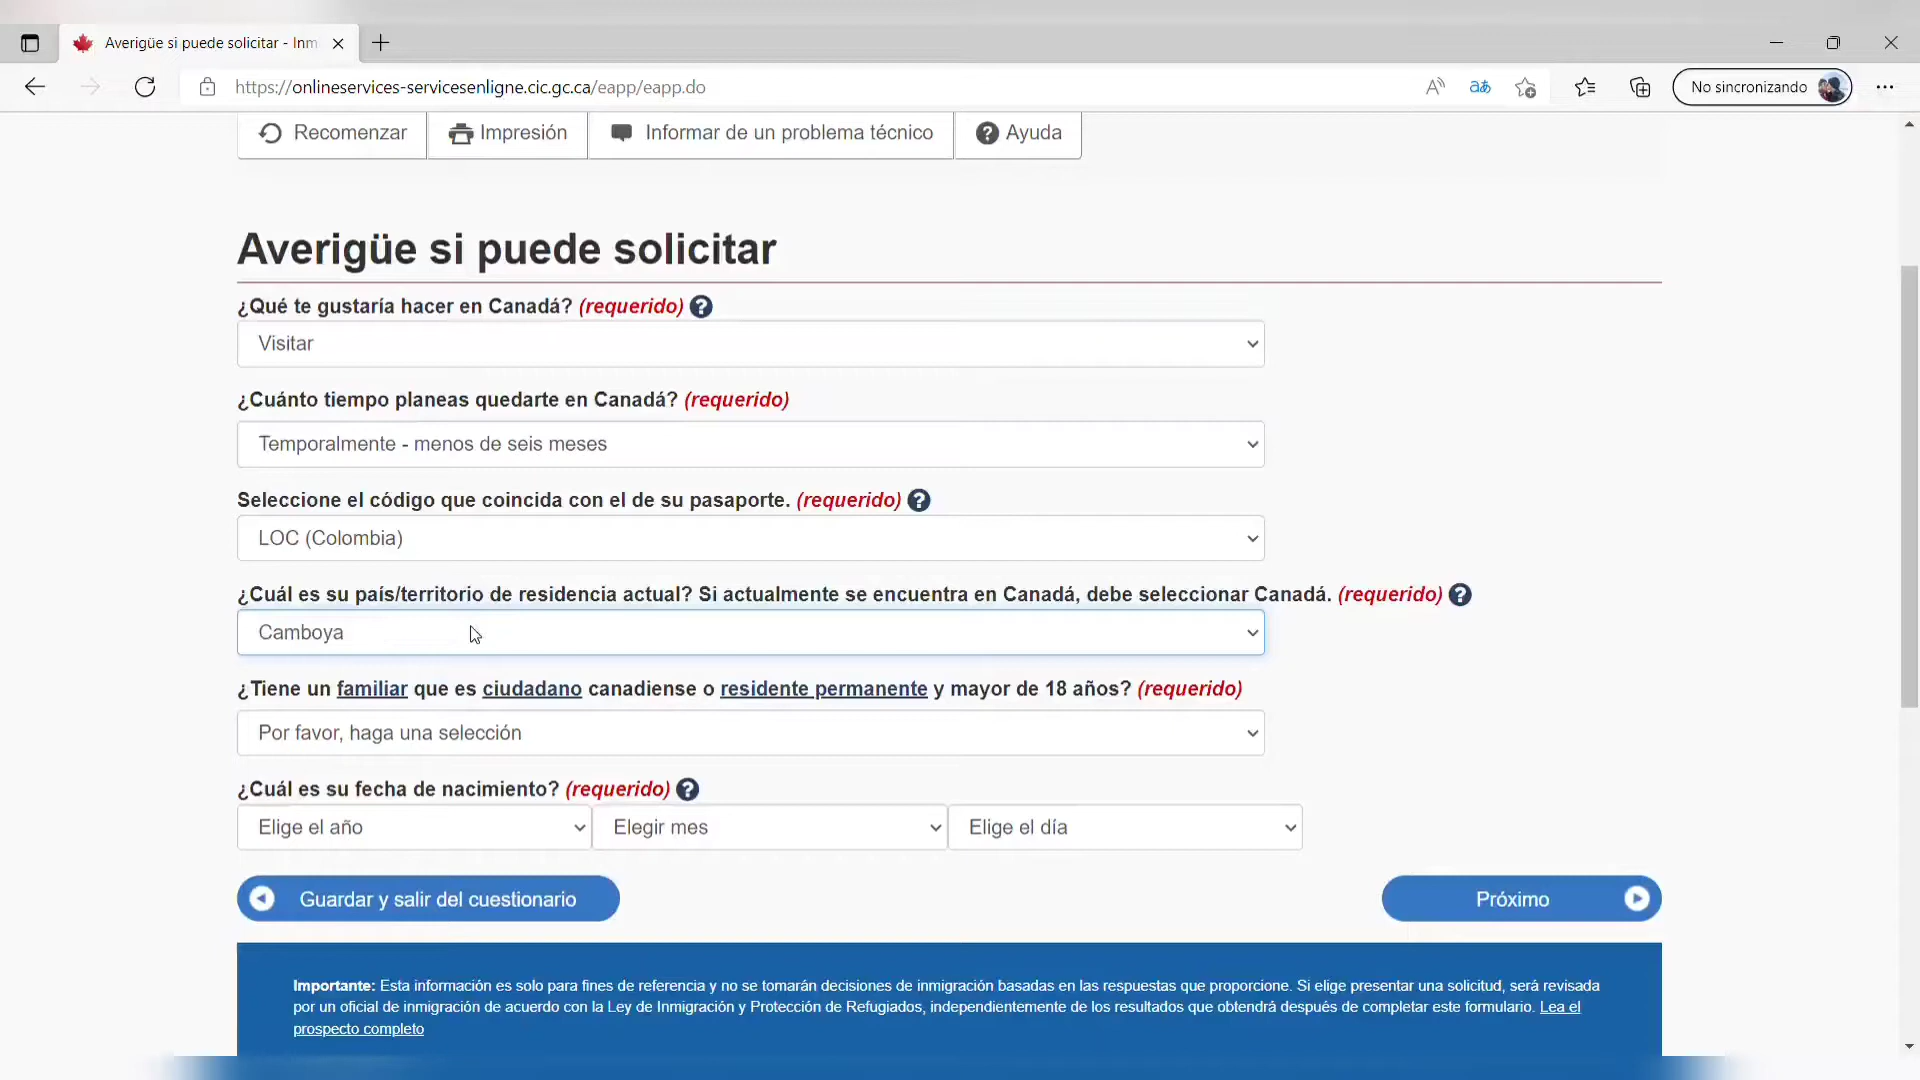 Averigüe si puede solicitar - Inm
https://onlineservices-servicesenligne.cic.gc.ca/eapp/eapp.do
No sincronizando
Recomenzar
Impresión
Informar de un problema técnico
Ayuda
Averigüe si puede solicitar
¿Qué te gustaría hacer en Canadá? (requerido)
Visitar
¿Cuánto tiempo planeas quedarte en Canadá? (requerido)
Temporalmente - menos de seis meses
Seleccione el código que coincida con el de su pasaporte. (requerido)
LOC (Colombia)
¿Cuál es su país/territorio de residencia actual? Si actualmente se encuentra en Canadá, debe seleccionar Canadá. (requerido)
Camboya
¿Tiene un familiar que es ciudadano canadiense o residente permanente y mayor de 18 años? (requerido)
Por favor, haga una selección
¿Cuál es su fecha de nacimiento? (requerido)
Elige el año
Elegir mes
Elige el día
Guardar y salir del cuestionario
Próximo
Importante: Esta información es solo para fines de referencia y no se tomarán decisiones de inmigración basadas en las respuestas que proporcione. Si elige presentar una solicitud, será revisada
por un oficial de inmigración de acuerdo con la Ley de Inmigración y Protección de Refugiados, independientemente de los resultados que obtendrá después de completar este formulario. Lea el
prospecto completo